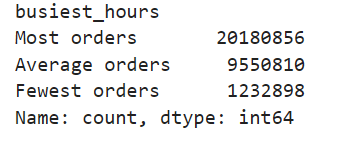 busiest_hours
Most orders       20180856
Average orders     9550810
Fewest orders      1232898
Name: count, dtype: int64